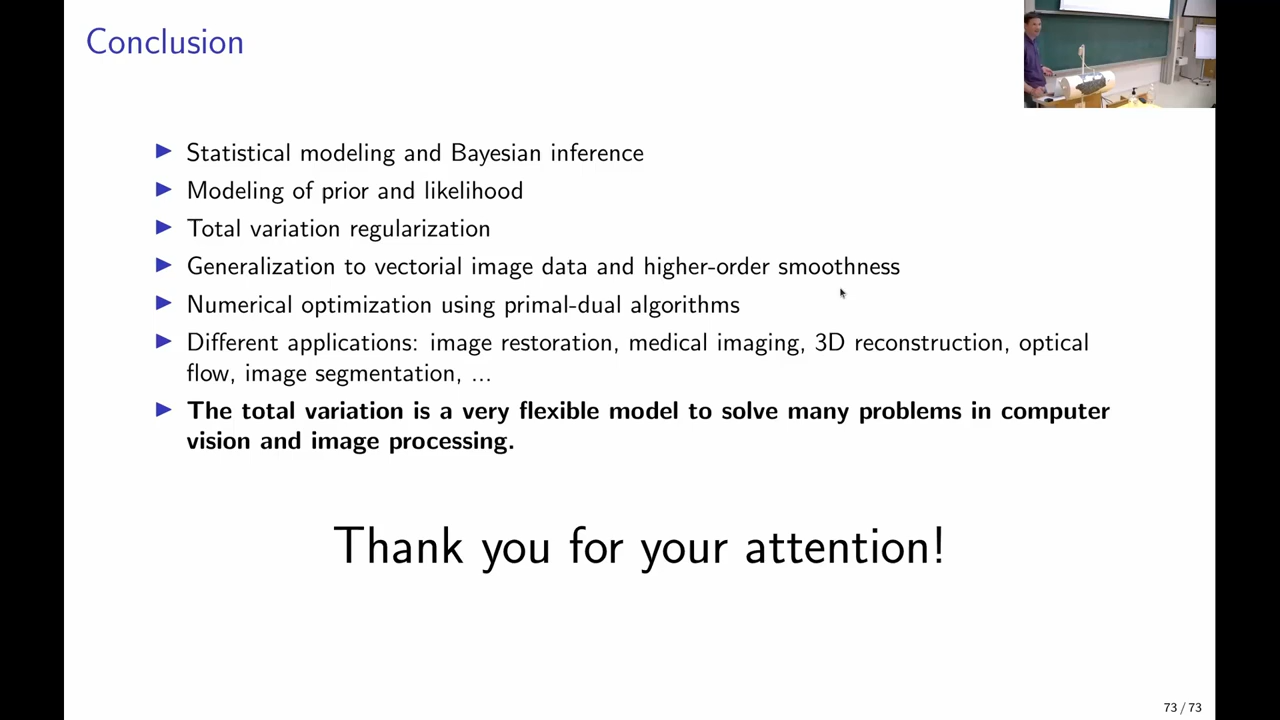 Conclusion
▶ Statistical modeling and Bayesian inference
▶ Modeling of prior and likelihood
▶ Total variation regularization
▶ Generalization to vectorial image data and higher-order smoothness
▶ Numerical optimization using primal-dual algorithms
▶ Different applications: image restoration, medical imaging, 3D reconstruction, optical
flow, image segmentation, ...
▶ The total variation is a very flexible model to solve many problems in computer
vision and image processing.
Thank you for your attention!
73 / 73